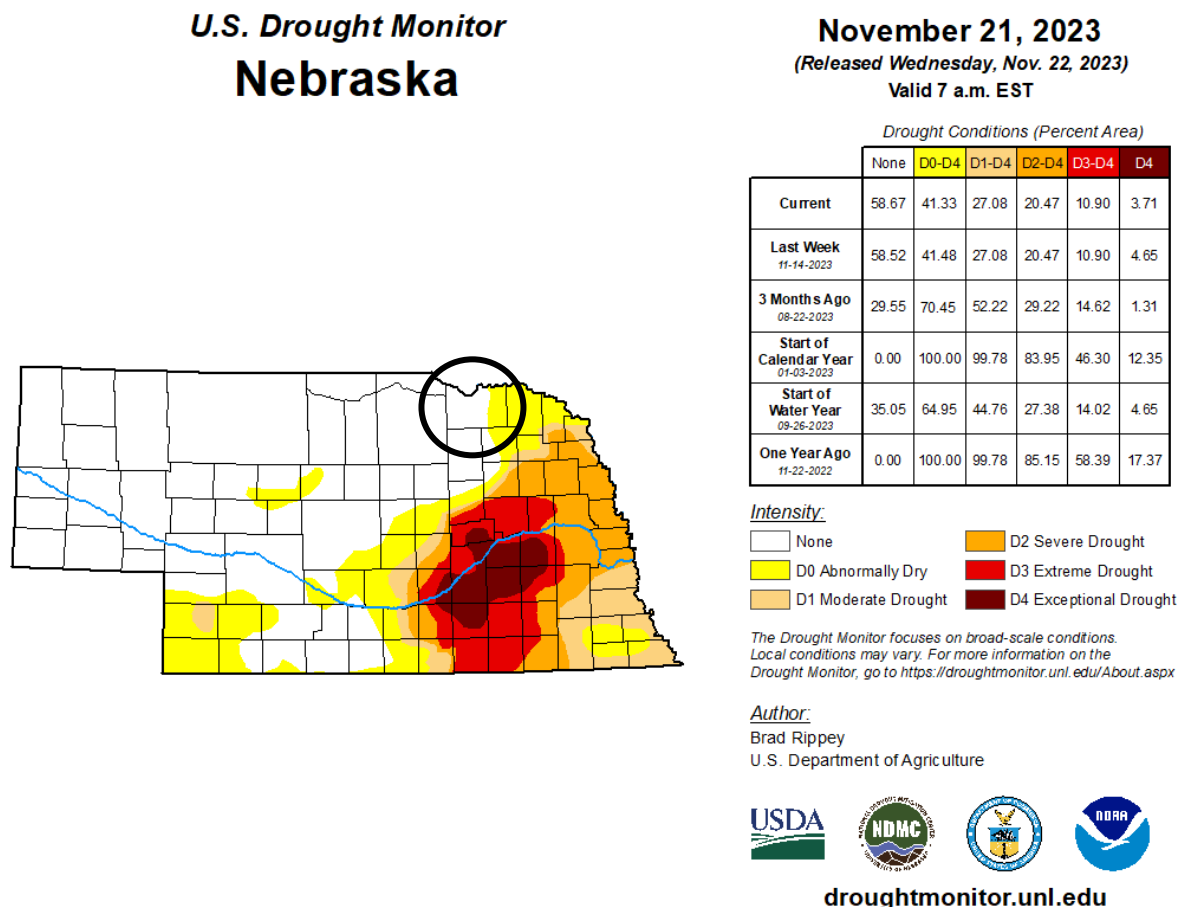 U.S. Drought Monitor
Nebraska
November 21, 2023
(Released Wednesday, Nov. 22, 2023)
Valid 7 a.m. EST
Drought Conditions (Percent Area)
None D0-D4 D1-D4 D2-D4 D3-D4 D4
Current 58.67 41.33 27.08 20.47 10.90 3.71
Last Week
11-14-2023
58.52 41.48 27.08 20.47 10.90 4.65
3 Months Ago
08-22-2023
29.55 70.45 52.22 29.22 14.62 1.31
Start of
Calendar Year
01-03-2023
0.00 100.00 99.78 83.95 46.30 12.35
Start of
Water Year
09-26-2023
35.05 64.95 44.76 27.38 14.02 4.65
One Year Ago
11-22-2022
0.00 100.00 99.78 85.15 58.39 17.37
Intensity:
None
D0 Abnormally Dry
D1 Moderate Drought
D2 Severe Drought
D3 Extreme Drought
D4 Exceptional Drought
The Drought Monitor focuses on broad-scale conditions.
Local conditions may vary. For more information on the
Drought Monitor, go to https://droughtmonitor.unl.edu/About.aspx
Author:
Brad Rippey
U.S. Department of Agriculture
USDA
NDMC
NOAA
droughtmonitor.unl.edu